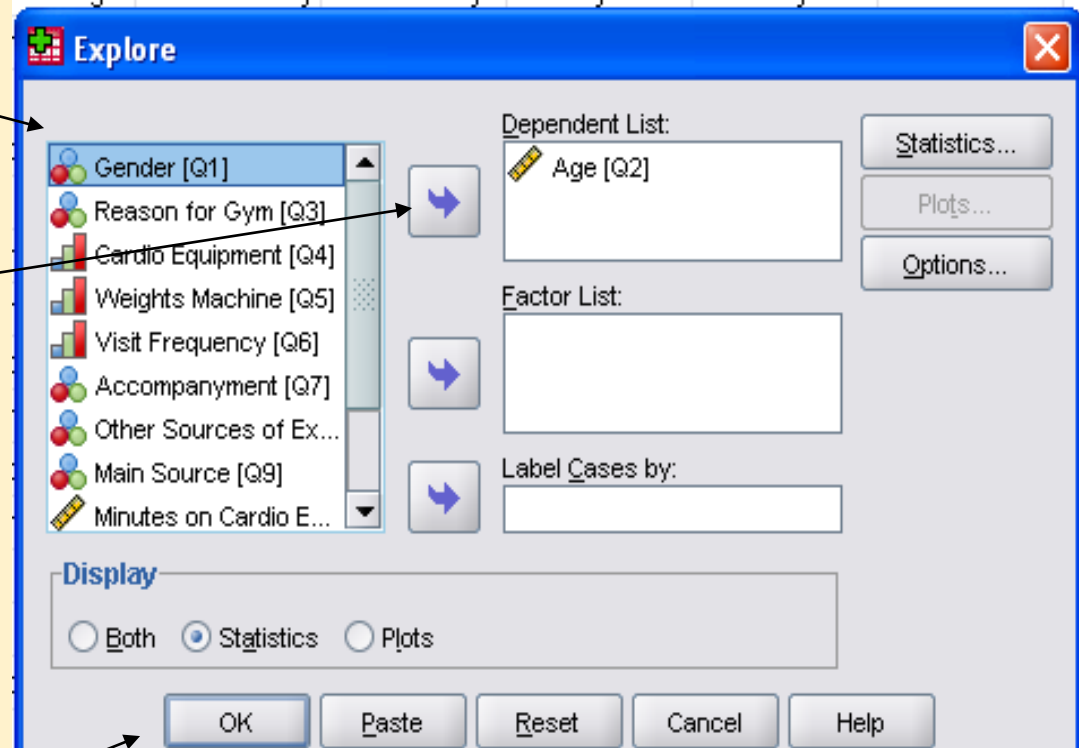 Explore
Gender [Q1]
Reason for Gym [Q3]
Cardio Equipment [Q4]
Weights Machine [Q5]
Visit Frequency [Q6]
Accompanyment [Q7]
Other Sources of Ex...
Main Source [Q9]
Minutes on Cardio E...
Dependent List:
Age [Q2]
Factor List:
Label Cases by:
Statistics...
Plots...
Options...
Display
Both Statistics Plots
OK Paste Reset Cancel Help